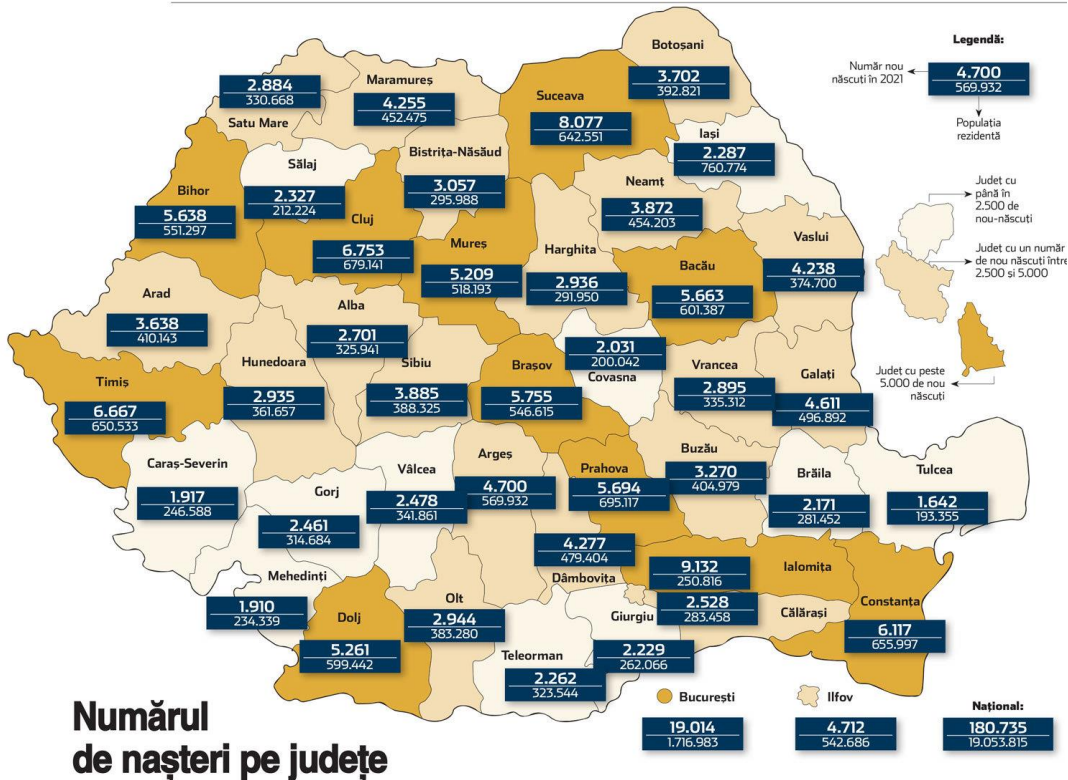 Botoșani
3.702
392.821
Legendă:
Număr nou
născuți în 2021
4.700
569.932
Populația
rezidentă
2.884
330.668
Satu Mare
Maramureș
4.255
452.475
Suceava
8.077
642.551
Iași
2.287
760.774
Sălaj
2.327
212.224
Bistrița-Năsăud
3.057
295.988
Neamț
3.872
454.203
Județ cu
până în
2.500 de
nou-născuți
Bihor
5.638
551.297
Cluj
6.753
679.141
Mureș
5.209
518.193
Harghita
2.936
291.950
Bacău
5.663
601.387
Vaslui
4.238
374.700
Județ cu un număr
de nou născuți între
2.500 și 5.000
Arad
3.638
410.143
Alba
2.701
325.941
Hunedoara
2.935
361.657
Sibiu
3.885
388.325
Brașov
5.755
546.615
2.031
200.042
Covasna
Vrancea
2.895
335.312
Galați
4.611
496.892
Județ cu peste
5.000 de nou
născuți
Timiș
6.667
650.533
Caraș-Severin
1.917
246.588
Gorj
2.461
314.684
Vâlcea
2.478
341.861
Argeș
4.700
569.932
Prahova
5.694
695.117
Buzău
3.270
404.979
Brăila
2.171
281.452
Tulcea
1.642
193.355
Mehedinți
1.910
234.339
Dolj
5.261
599.442
Olt
2.944
383.280
4.277
479.404
Dâmbovița
9.132
250.816
Ialomița
2.528
283.458
Călărași
Constanța
6.117
655.997
Giurgiu
2.229
262.066
Teleorman
2.262
323.544
București
19.014
1.716.983
Ilfov
4.712
542.686
Național:
180.735
19.053.815
Numărul
de nașteri pe județe